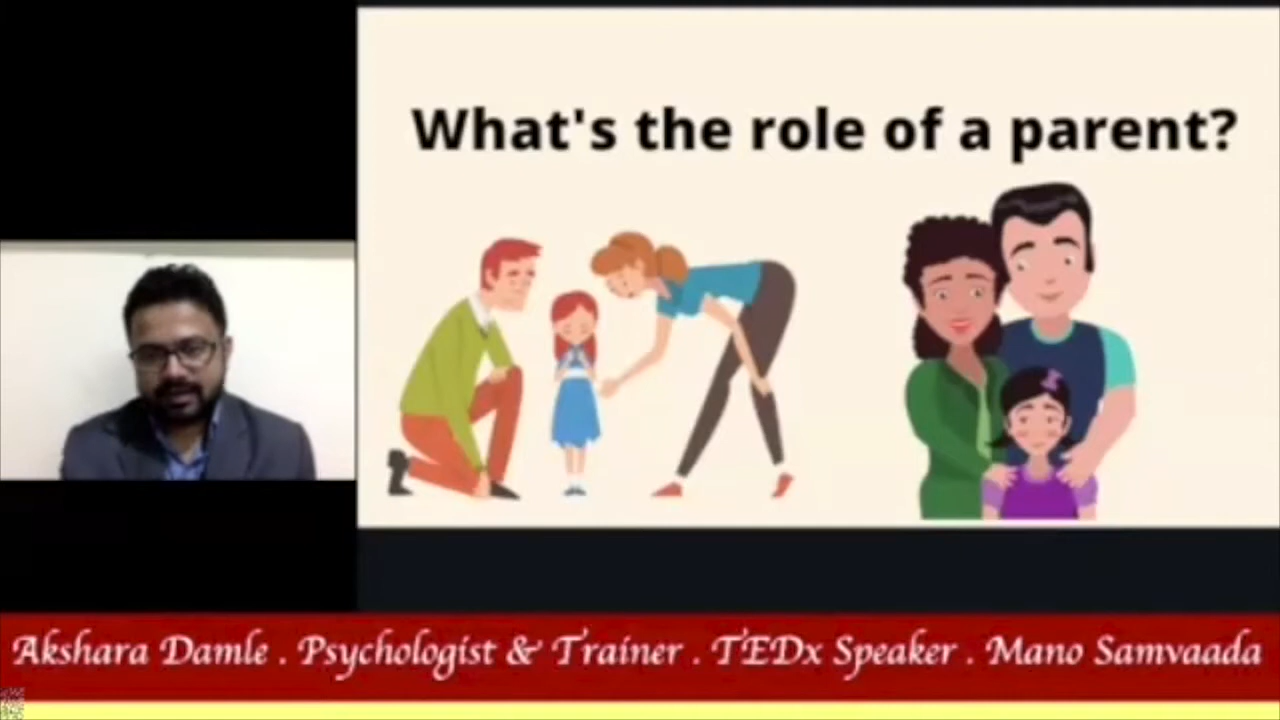 What's the role of a parent?
Akshara Damle . Psychologist & Trainer . TEDx Speaker . Mano Samvaada